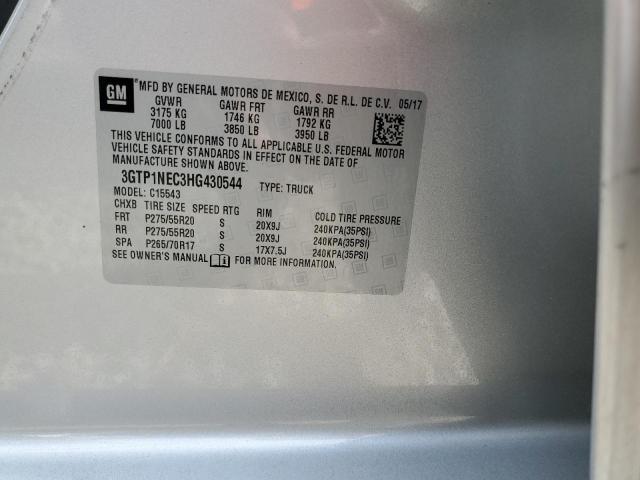 GM ® MFD BY GENERAL MOTORS DE MEXICO, S. DE R.L. DE C.V. 05/17
GVWR GAWR FRT GAWR RR
3175 KG 1746 KG 1792 KG
7000 LB 3850 LB 3950 LB
THIS VEHICLE CONFORMS TO ALL APPLICABLE U.S. FEDERAL MOTOR
VEHICLE SAFETY STANDARDS IN EFFECT ON THE DATE OF
MANUFACTURE SHOWN ABOVE.
3GTP1NEC3HG430544 TYPE: TRUCK
MODEL: C15543
CHXB TIRE SIZE SPEED RTG RIM COLD TIRE PRESSURE
FRT P275/55R20 S 20X9J 240KPA(35PSI)
RR P275/55R20 S 20X9J 240KPA(35PSI)
SPA P265/70R17 S 17X7.5J 240KPA(35PSI)
SEE OWNER'S MANUAL FOR MORE INFORMATION.